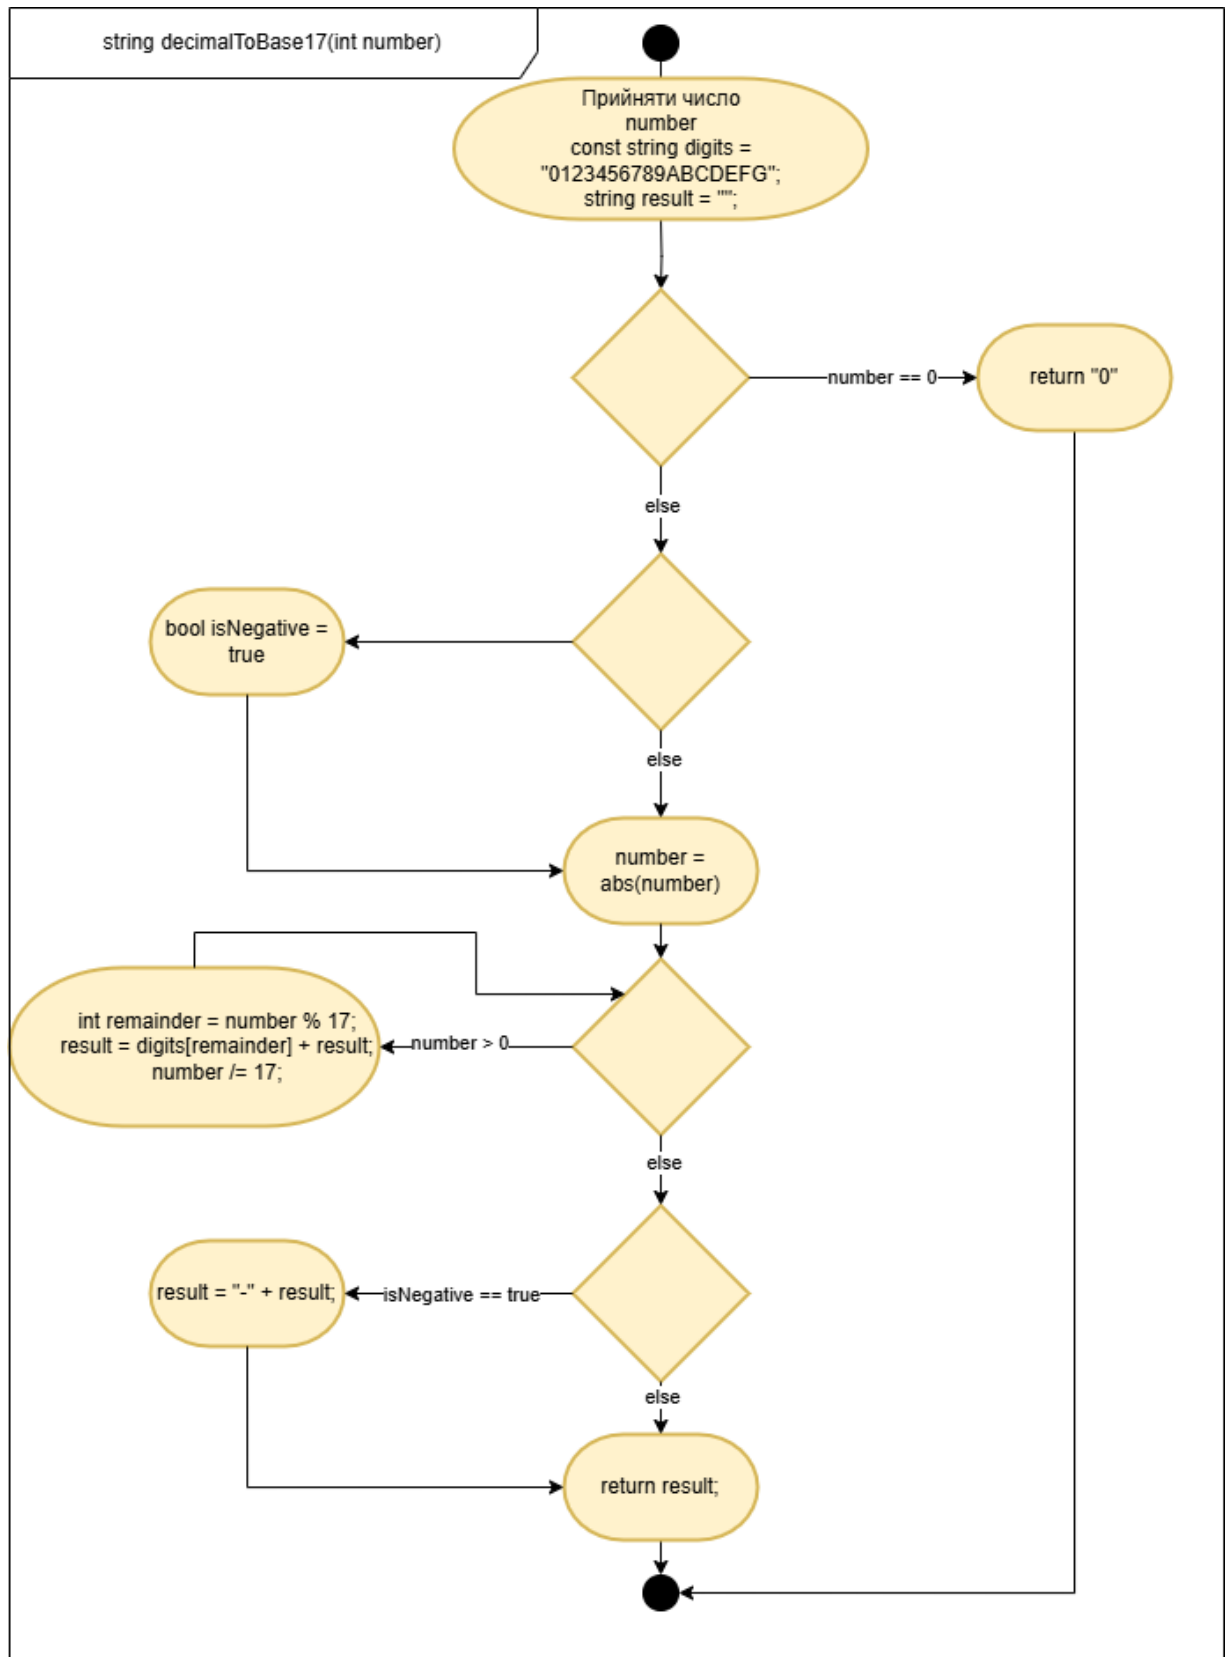 string decimalToBase17(int number)
Прийняти число
number
const string digits =
"0123456789ABCDEFG";
string result = "";
number == 0
return "0"
else
bool isNegative =
true
else
number =
abs(number)
int remainder = number % 17;
result = digits[remainder] + result;
number /= 17;
number > 0
else
result = "-" + result;
isNegative == true
else
return result;